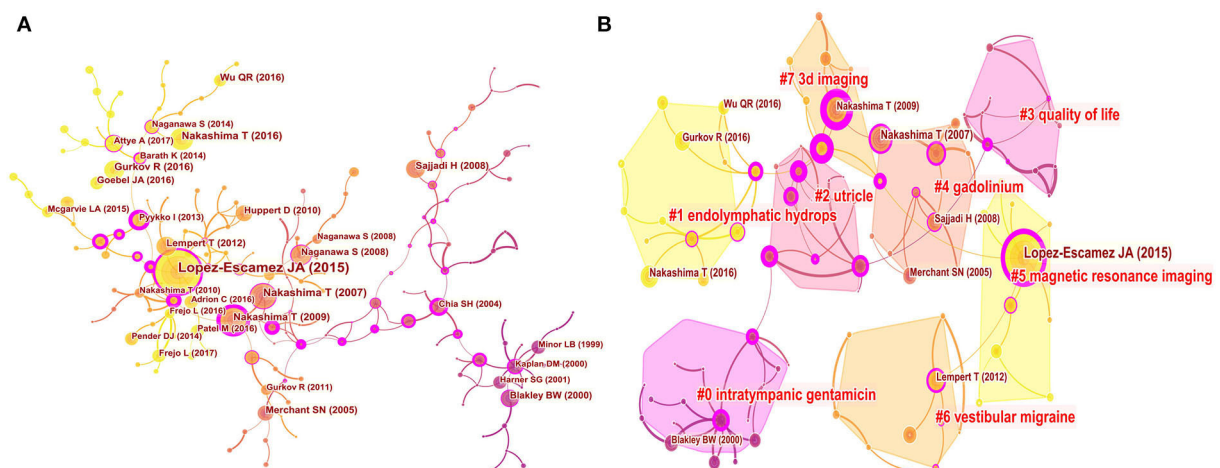 A
Wu QR (2016)
Naganawa S (2014)
Nakashima T (2016)
Attye A (2017)
Barath K (2014)
Gurkov R (2016)
Goebel JA (2016)
Sajjadi H (2008)
Mcgarvie LA (2015)
Pyykko I (2013)
Huppert D (2010)
Naganawa S (2008)
Lempert T (2012)
Naganawa S (2008)
Lopez-Escamez JA (2015)
Nakashima T (2010)
Nakashima T (2007)
Adrion C (2016)
Chia SH (2004)
Frejo L (2016)
Nakashima T (2009)
Patel M (2016)
Pender DJ (2014)
Minor LB (1999)
Frejo L (2017)
Kaplan DM (2000)
Harner SG (2001)
Gurkov R (2011)
Blakley BW (2000)
Merchant SN (2005)
B
#7 3d imaging
Wu QR (2016)
Nakashima T (2009)
#3 quality of life
Gurkov R (2016)
Nakashima T (2007)
#4 gadolinium
#2 utricle
#1 endolymphatic hydrops
Sajjadi H (2008)
Lopez-Escamez JA (2015)
Nakashima T (2016)
Merchant SN (2005)
#5 magnetic resonance imaging
Lempert T (2012)
#0 intratympanic gentamicin
#6 vestibular migraine
Blakley BW (2000)